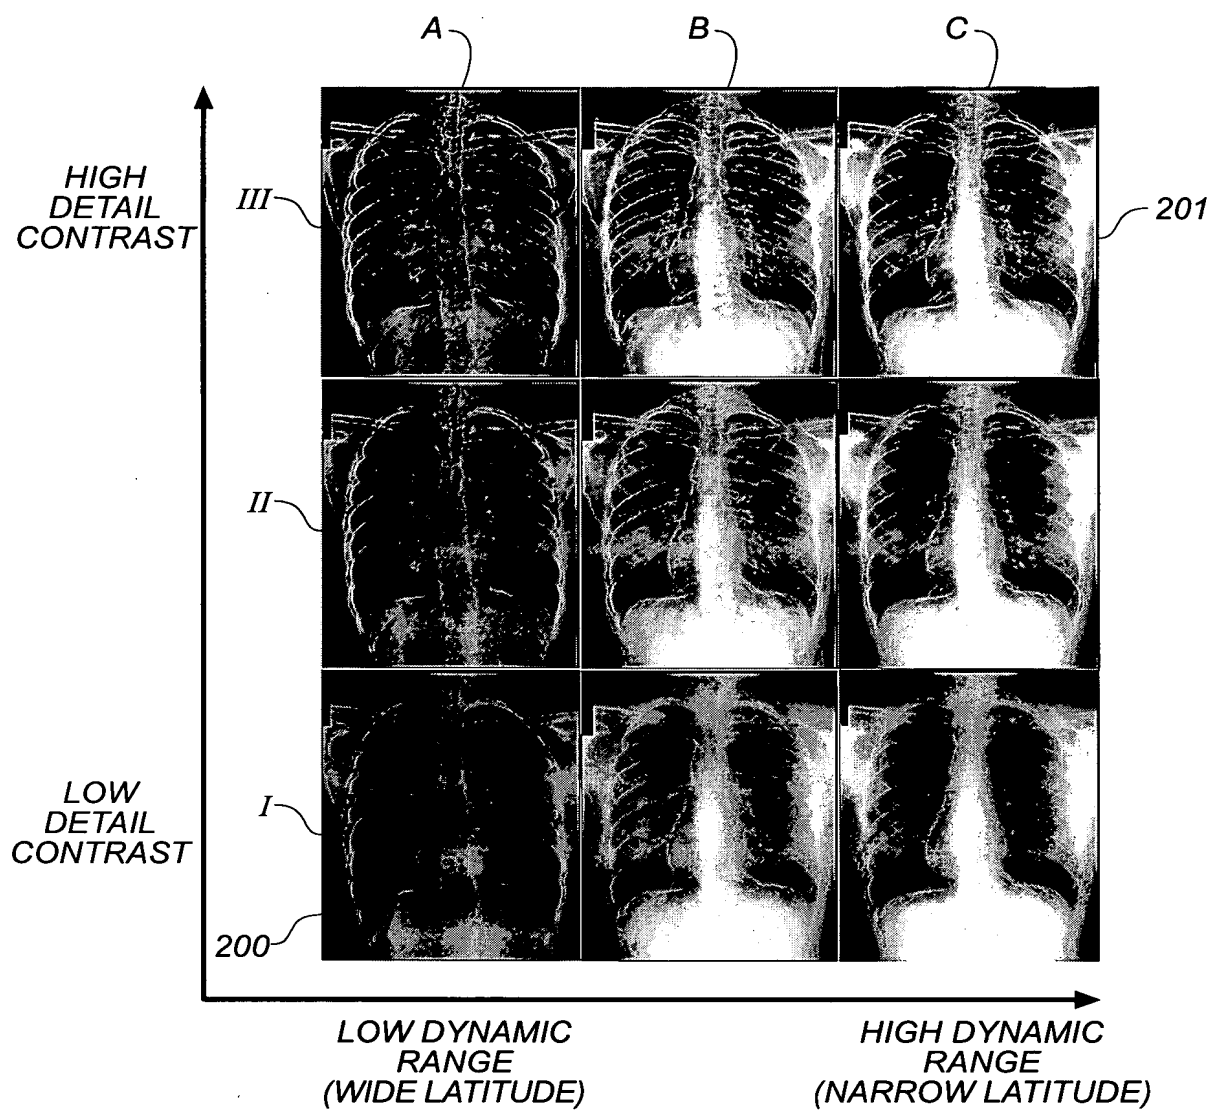 A
B
C
HIGH
DETAIL
CONTRAST
III
201
II
LOW
DETAIL
CONTRAST
I
200
LOW DYNAMIC
RANGE
(WIDE LATITUDE)
HIGH DYNAMIC
RANGE
(NARROW LATITUDE)